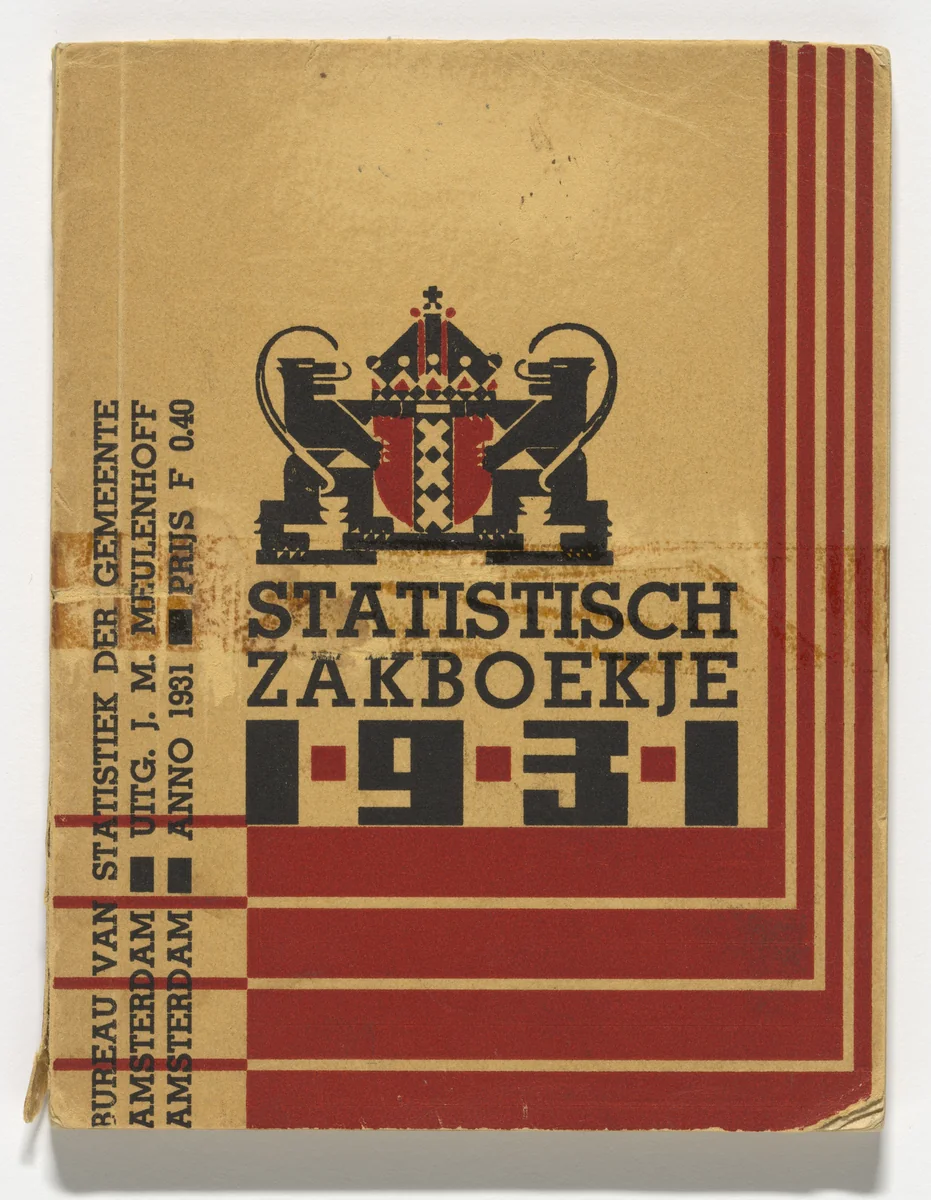 STATISTISCH
ZAKBOEKJE
1·9·3·1
BUREAU VAN STATISTIEK DER GEMEENTE
AMSTERDAM ■ UITG. J. M. MEULENHOFF
AMSTERDAM ■ ANNO 1931 ■ PRIJS F 0.40